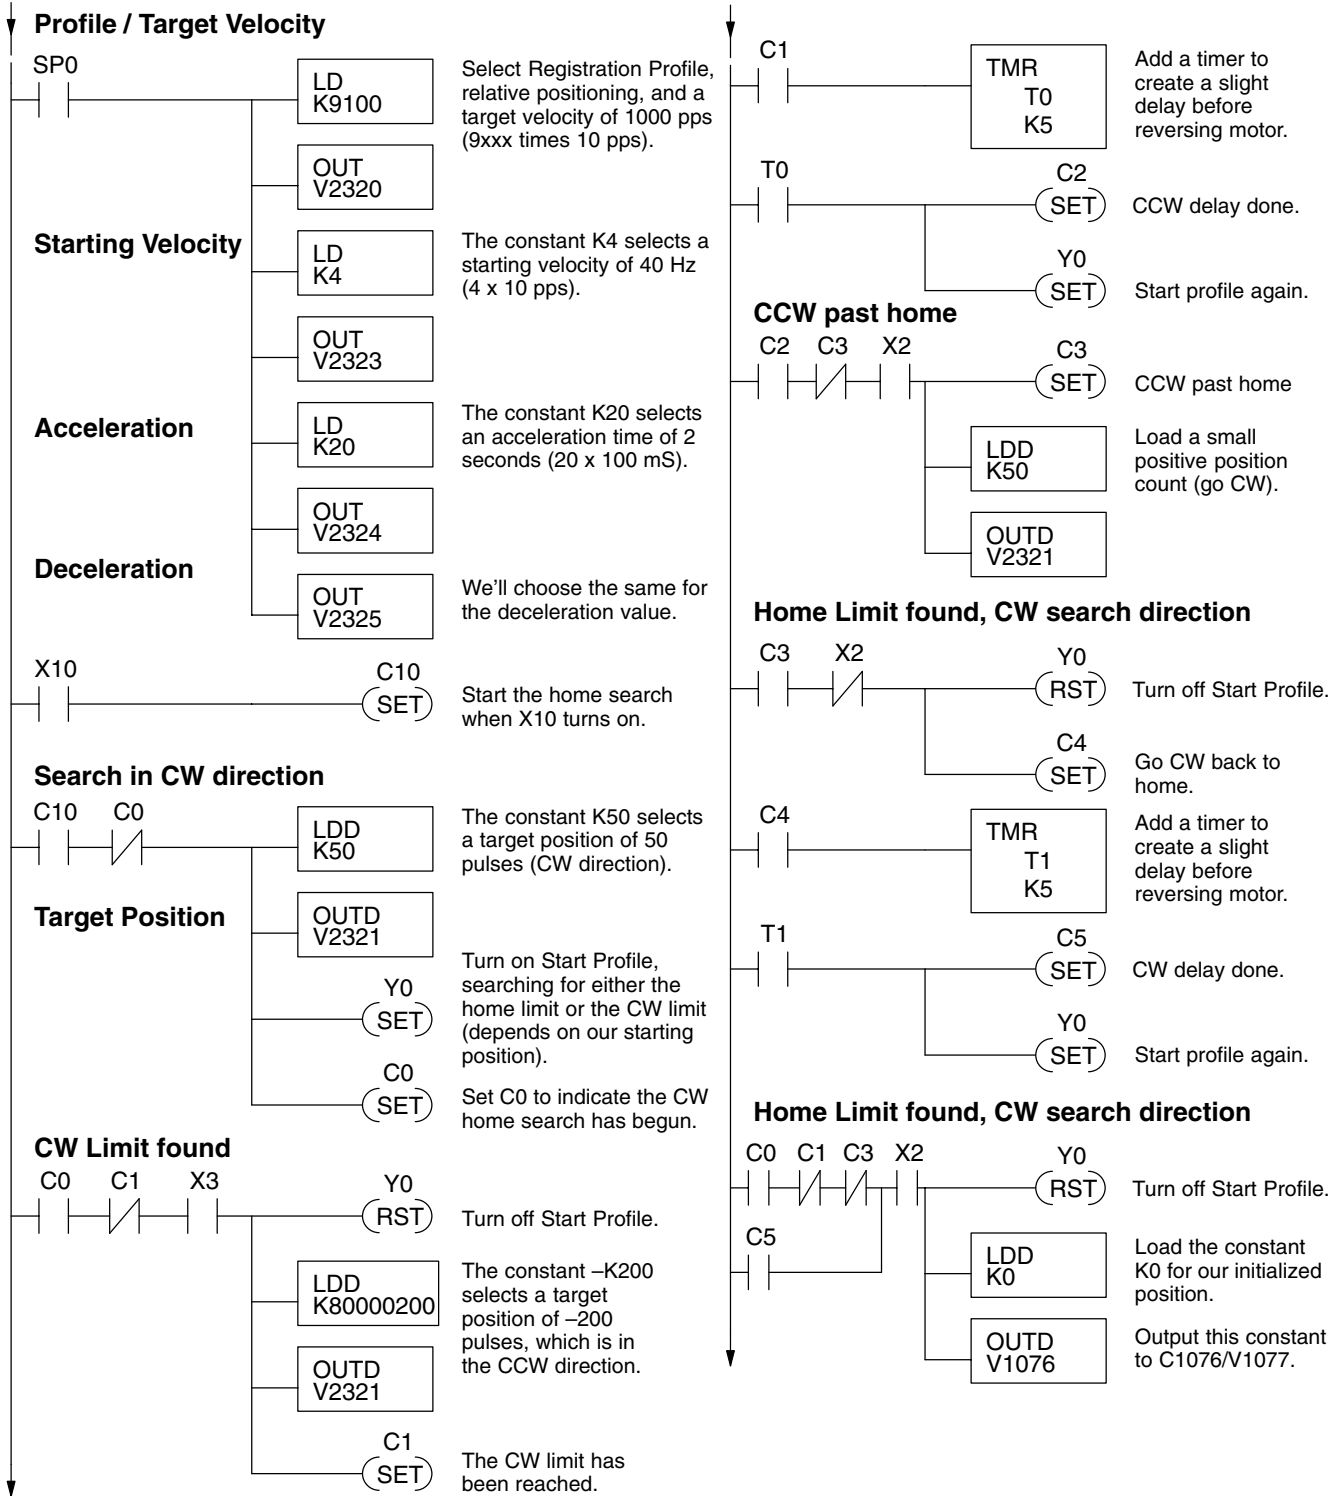 Profile / Target Velocity
SP0
LD
K9100
Select Registration Profile,
relative positioning, and a
target velocity of 1000 pps
(9xxx times 10 pps).
OUT
V2320
Starting Velocity
LD
K4
The constant K4 selects a
starting velocity of 40 Hz
(4 x 10 pps).
OUT
V2323
Acceleration
LD
K20
The constant K20 selects
an acceleration time of 2
seconds (20 x 100 mS).
OUT
V2324
Deceleration
OUT
V2325
We'll choose the same for
the deceleration value.
X10
C10
SET
Start the home search
when X10 turns on.
Search in CW direction
C10 C0
LDD
K50
The constant K50 selects
a target position of 50
pulses (CW direction).
Target Position
OUTD
V2321
Turn on Start Profile,
searching for either the
home limit or the CW limit
(depends on our starting
position).
Y0
SET
C0
SET
Set C0 to indicate the CW
home search has begun.
CW Limit found
C0 C1 X3
Y0
RST
Turn off Start Profile.
LDD
K80000200
The constant –K200
selects a target
position of –200
pulses, which is in
the CCW direction.
OUTD
V2321
C1
SET
The CW limit has
been reached.
C1
TMR
T0
K5
Add a timer to
create a slight
delay before
reversing motor.
T0
C2
SET
CCW delay done.
Y0
SET
Start profile again.
CCW past home
C2 C3 X2
C3
SET
CCW past home
LDD
K50
Load a small
positive position
count (go CW).
OUTD
V2321
Home Limit found, CW search direction
C3 X2
Y0
RST
Turn off Start Profile.
C4
SET
Go CW back to
home.
C4
TMR
T1
K5
Add a timer to
create a slight
delay before
reversing motor.
T1
C5
SET
CW delay done.
Y0
SET
Start profile again.
Home Limit found, CW search direction
C0 C1 C3 X2
Y0
RST
Turn off Start Profile.
C5
LDD
K0
Load the constant
K0 for our initialized
position.
OUTD
V1076
Output this constant
to C1076/V1077.